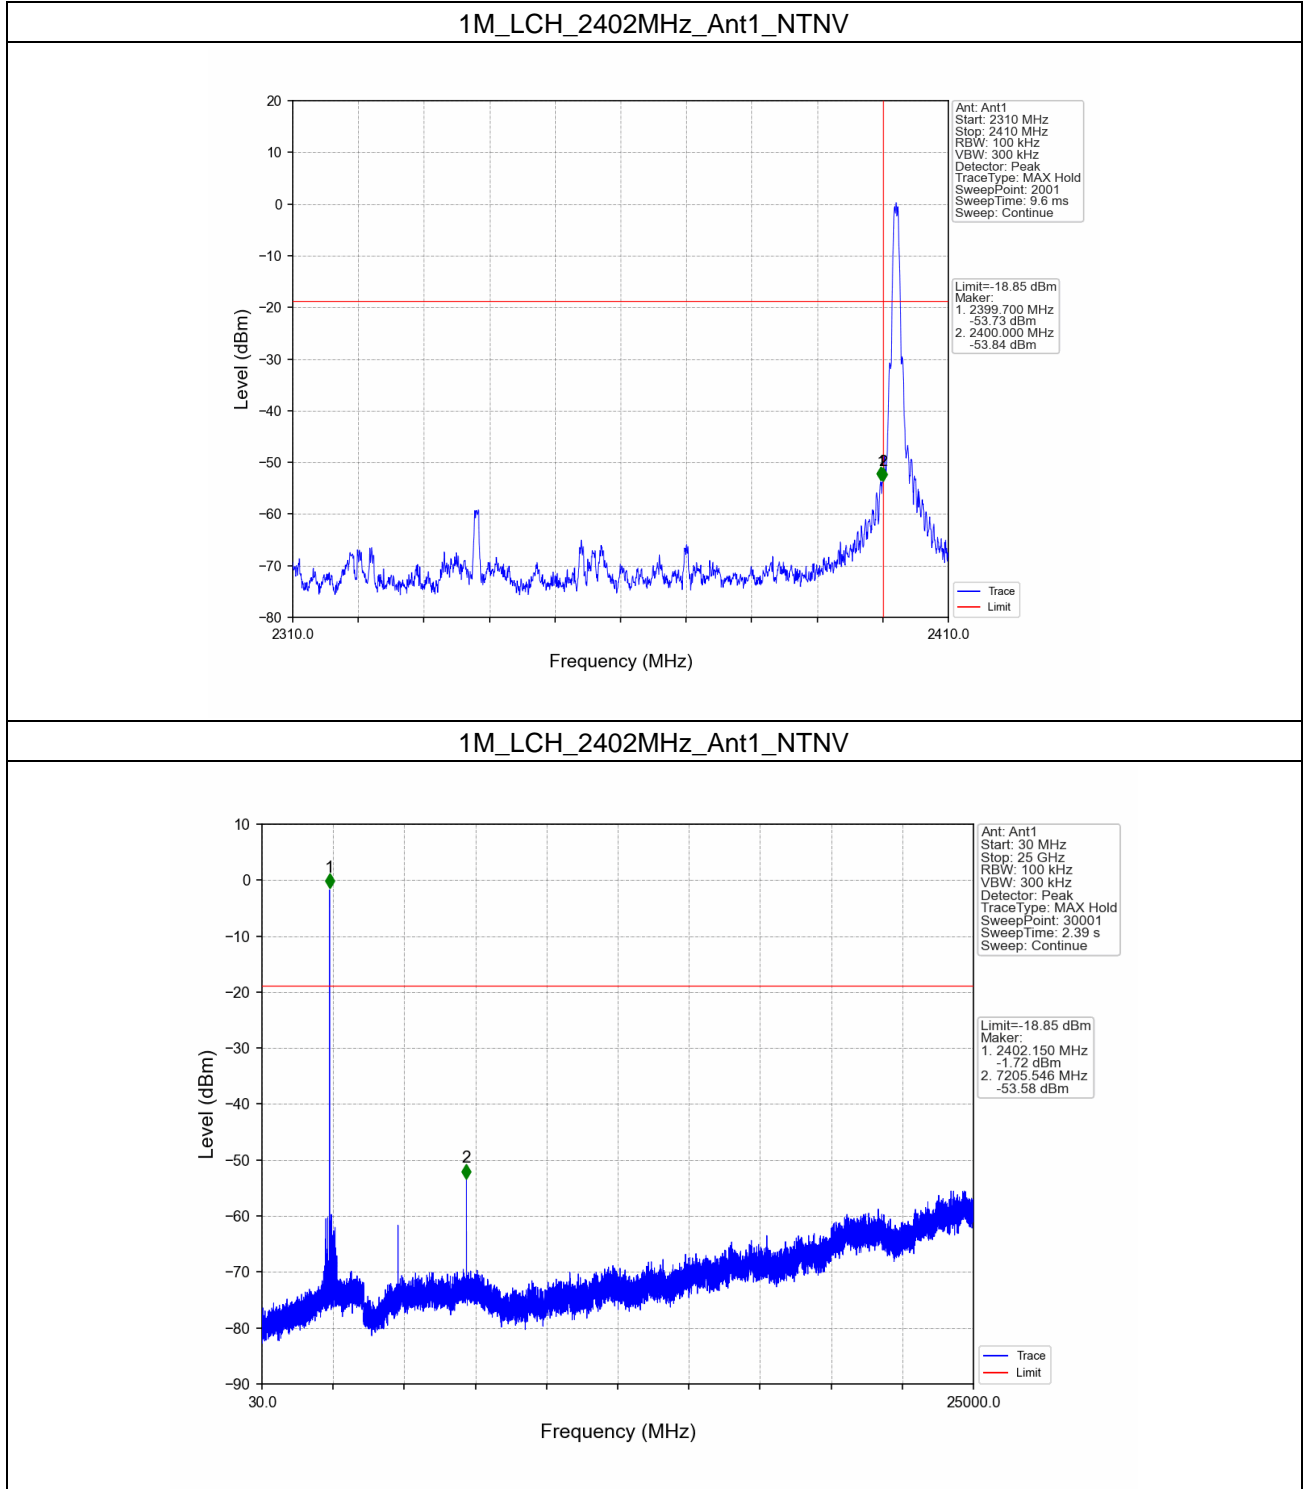 1M_LCH_2402MHz_Ant1_NTNV
20
10
0
−10
−20
−30
−40
−50
−60
−70
−80
Level (dBm)
2310.0
2410.0
Frequency (MHz)
1
2
Ant: Ant1
Start: 2310 MHz
Stop: 2410 MHz
RBW: 100 kHz
VBW: 300 kHz
Detector: Peak
TraceType: MAX Hold
SweepPoint: 2001
SweepTime: 9.6 ms
Sweep: Continue
Limit=-18.85 dBm
Maker:
1. 2399.700 MHz
-53.73 dBm
2. 2400.000 MHz
-53.84 dBm
Trace
Limit
1M_LCH_2402MHz_Ant1_NTNV
10
0
−10
−20
−30
−40
−50
−60
−70
−80
−90
Level (dBm)
30.0
25000.0
Frequency (MHz)
1
2
Ant: Ant1
Start: 30 MHz
Stop: 25 GHz
RBW: 100 kHz
VBW: 300 kHz
Detector: Peak
TraceType: MAX Hold
SweepPoint: 30001
SweepTime: 2.39 s
Sweep: Continue
Limit=-18.85 dBm
Maker:
1. 2402.150 MHz
-1.72 dBm
2. 7205.546 MHz
-53.58 dBm
Trace
Limit